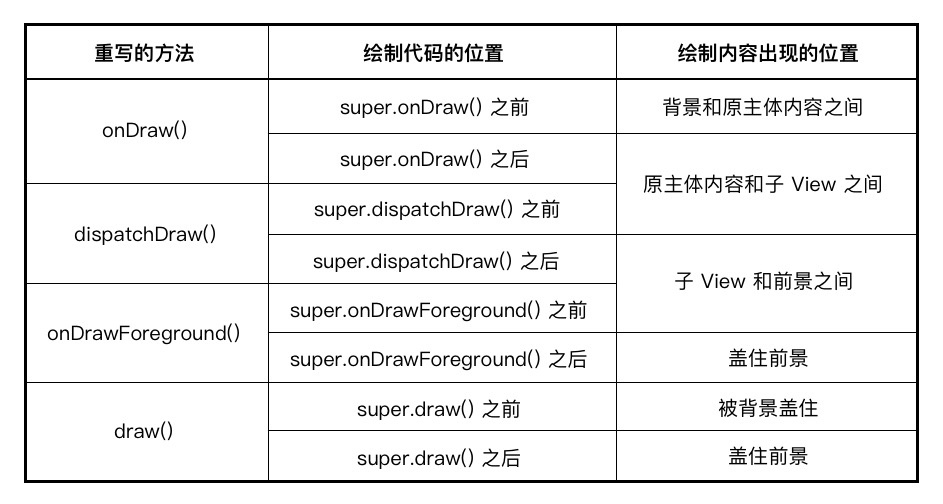 重写的方法
绘制代码的位置
绘制内容出现的位置
onDraw()
super.onDraw() 之前
背景和原主体内容之间
super.onDraw() 之后
原主体内容和子 View 之间
dispatchDraw()
super.dispatchDraw() 之前
super.dispatchDraw() 之后
子 View 和前景之间
onDrawForeground()
super.onDrawForeground() 之前
super.onDrawForeground() 之后
盖住前景
draw()
super.draw() 之前
被背景盖住
super.draw() 之后
盖住前景